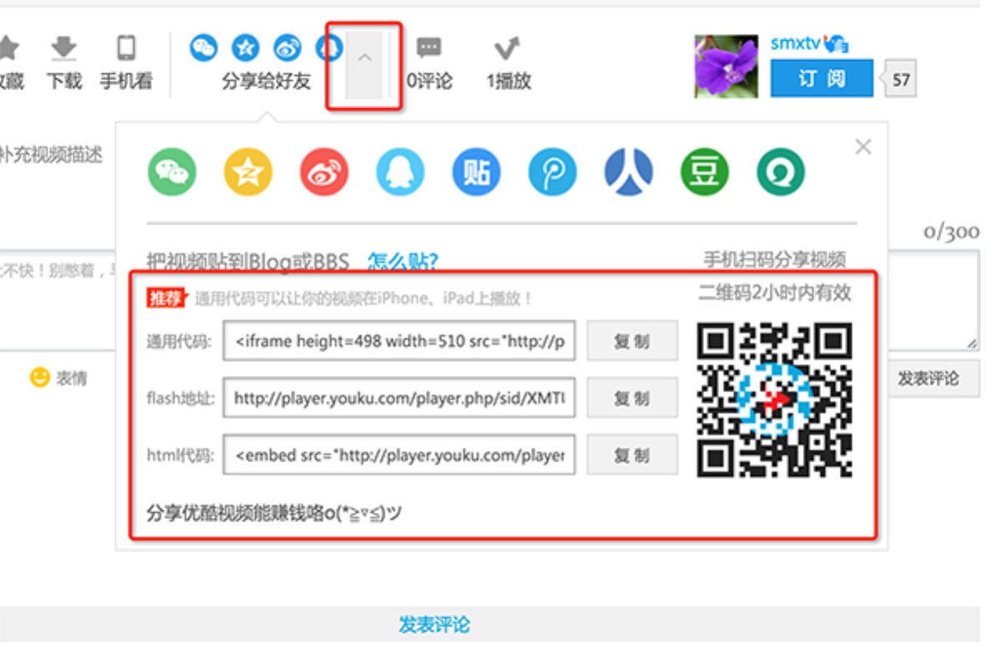 smxtv
藏 下载 手机看 分享给好友 0评论 1播放 订 阅 57
补充视频描述
贴 豆
0/300
把视频贴到Blog或BBS 怎么贴? 手机扫码分享视频
不快！别憋着，
推荐 通用代码可以让你的视频在iPhone、iPad上播放！ 二维码2小时内有效
通用代码: <iframe height=498 width=510 src="http://p 复 制
表情 发表评论
flash地址: http://player.youku.com/player.php/sid/XMTU 复 制
html代码: <embed src="http://player.youku.com/player 复 制
分享优酷视频能赚钱咯o(*≧▿≦)ツ
发表评论